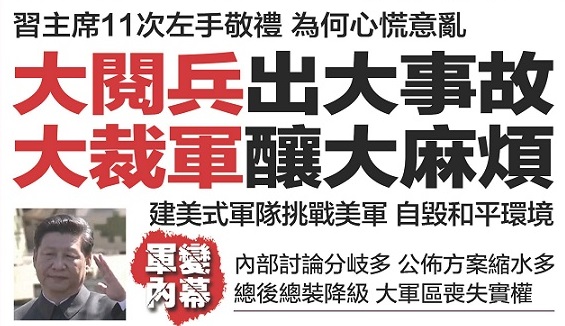 習主席11次左手敬禮 為何心慌意亂
大閱兵出大事故
大裁軍釀大麻煩
建美式軍隊挑戰美軍 自毀和平環境
軍變
內幕
內部討論分歧多 公佈方案縮水多
總後總裝降級 大軍區喪失實權